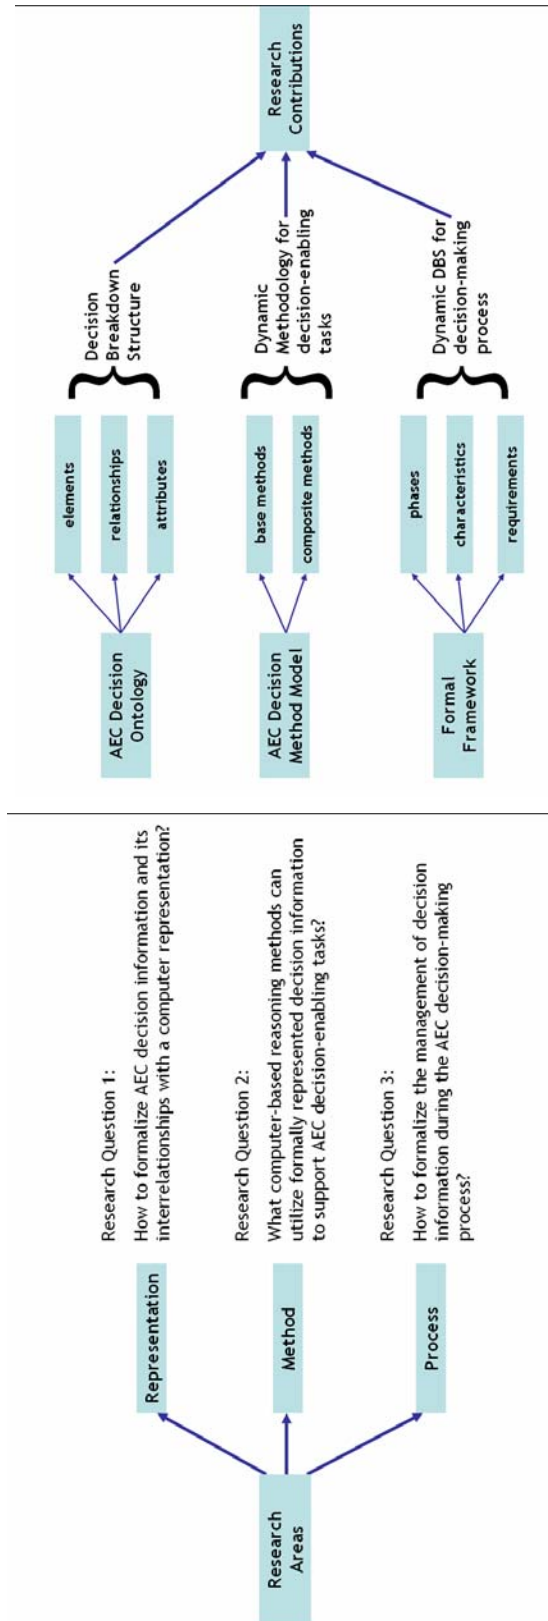 Research
Areas
Representation
Method
Process
Research Question 1:
How to formalize AEC decision information and its
interrelationships with a computer representation?
Research Question 2:
What computer-based reasoning methods can
utilize formally represented decision information
to support AEC decision-enabling tasks?
Research Question 3:
How to formalize the management of decision
information during the AEC decision-making
process?
AEC Decision
Ontology
elements
relationships
attributes
Decision
Breakdown
Structure
AEC Decision
Method Model
base methods
composite methods
Dynamic
Methodology for
decision-enabling
tasks
Formal
Framework
phases
characteristics
requirements
Dynamic DBS for
decision-making
process
Research
Contributions